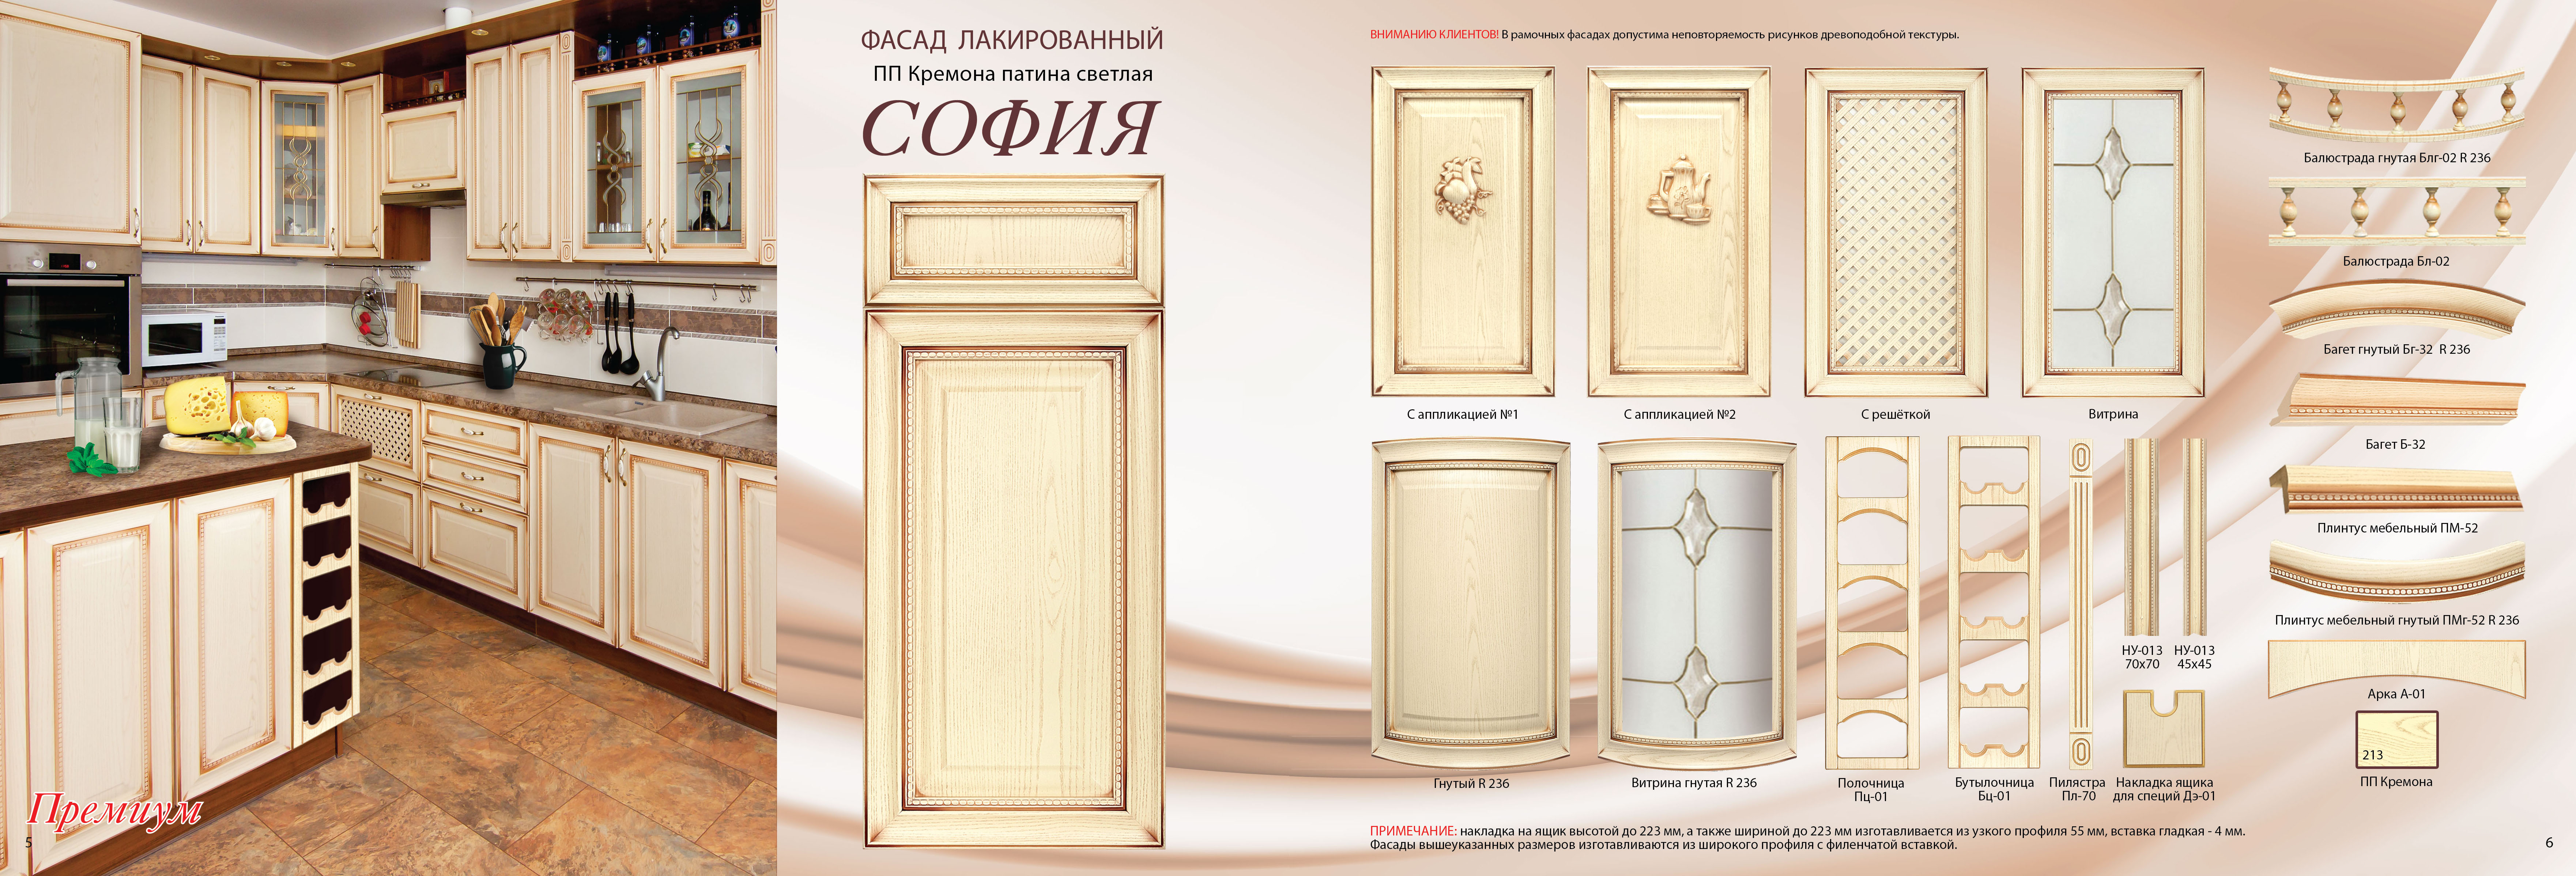 Премиум
5
ФАСАД ЛАКИРОВАННЫЙ
ПП Кремона патина светлая
СОФИЯ
ВНИМАНИЮ КЛИЕНТОВ! В рамочных фасадах допустима неповторяемость рисунков древоподобной текстуры.
С аппликацией №1
С аппликацией №2
С решёткой
Витрина
Гнутый R 236
Витрина гнутая R 236
Полочница
Пц-01
Бутылочница
Бц-01
Пилястра
Пл-70
НУ-013
70х70
НУ-013
45х45
Накладка ящика
для специй Дэ-01
Балюстрада гнутая Блг-02 R 236
Балюстрада Бл-02
Багет гнутый Бг-32 R 236
Багет Б-32
Плинтус мебельный ПМ-52
Плинтус мебельный гнутый ПМг-52 R 236
Арка А-01
213
ПП Кремона
ПРИМЕЧАНИЕ: накладка на ящик высотой до 223 мм, а также шириной до 223 мм изготавливается из узкого профиля 55 мм, вставка гладкая - 4 мм.
Фасады вышеуказанных размеров изготавливаются из широкого профиля с филенчатой вставкой.
6